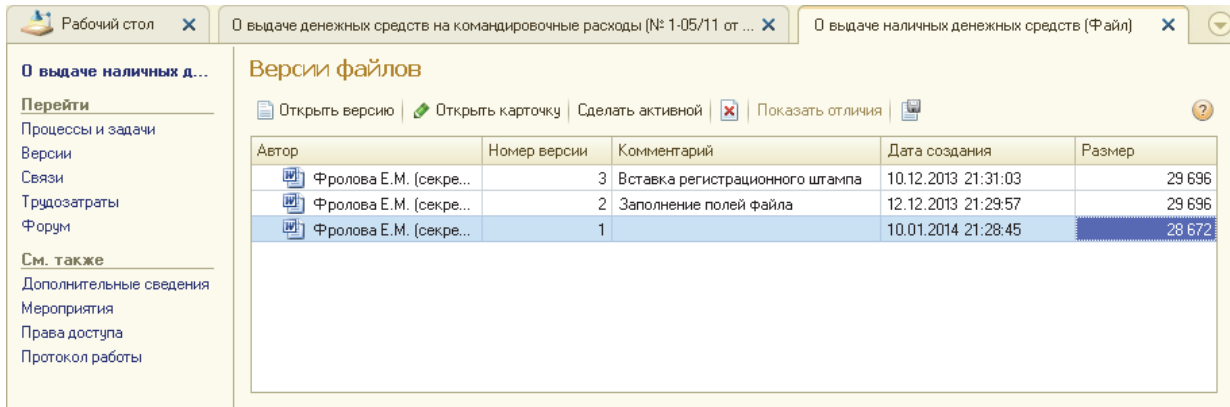 Рабочий стол
О выдаче денежных средств на командировочные расходы (№ 1-05/11 от ...
О выдаче наличных денежных средств (Файл)
О выдаче наличных д...
Перейти
Процессы и задачи
Версии
Связи
Трудозатраты
Форум
См. также
Дополнительные сведения
Мероприятия
Права доступа
Протокол работы
Версии файлов
Открыть версию Открыть карточку Сделать активной Показать отличия
Автор Номер версии Комментарий Дата создания Размер
Фролова Е.М. (секре... 3 Вставка регистрационного штампа 10.12.2013 21:31:03 29 696
Фролова Е.М. (секре... 2 Заполнение полей файла 12.12.2013 21:29:57 29 696
Фролова Е.М. (секре... 1 10.01.2014 21:28:45 28 672